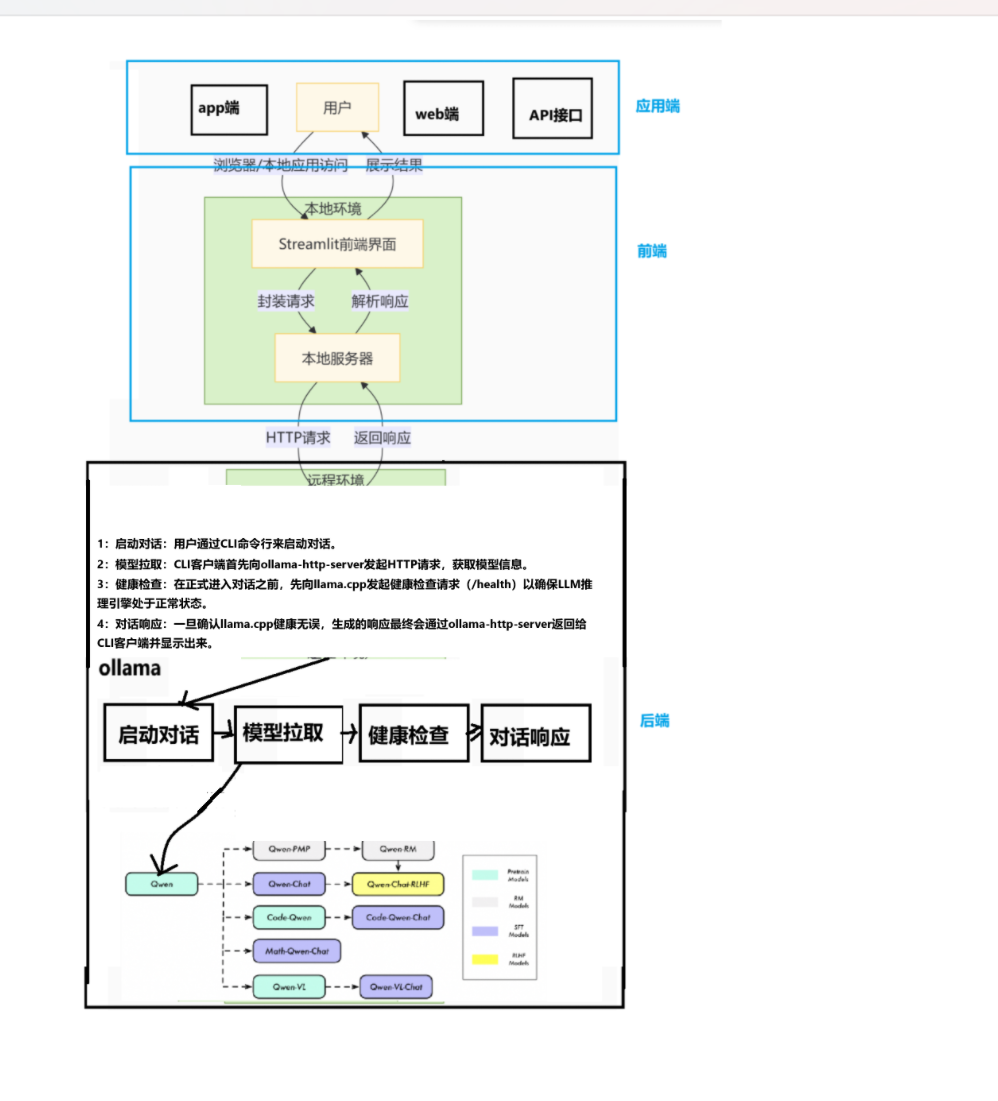 app端
用户
web端
API接口
应用端
浏览器/本地应用访问
展示结果
本地环境
Streamlit前端界面
前端
封装请求
解析响应
本地服务器
HTTP请求
返回响应
远程环境
1：启动对话：用户通过CLI命令行来启动对话。
2：模型拉取：CLI客户端首先向ollama-http-server发起HTTP请求，获取模型信息。
3：健康检查：在正式进入对话之前，先向llama.cpp发起健康检查请求（/health）以确保LLM推
理引擎处于正常状态。
4：对话响应：一旦确认llama.cpp健康无误，生成的响应最终会通过ollama-http-server返回给
CLI客户端并显示出来。
ollama
启动对话
模型拉取
健康检查
对话响应
后端
Qwen-PMP
Qwen-RM
Qwen
Qwen-Chat
Qwen-Chat-RLHF
Code-Qwen
Code-Qwen-Chat
Math-Qwen-Chat
Qwen-VL
Qwen-VL-Chat
Pretrain
Models
RM
Models
SFT
Models
RLHF
Models